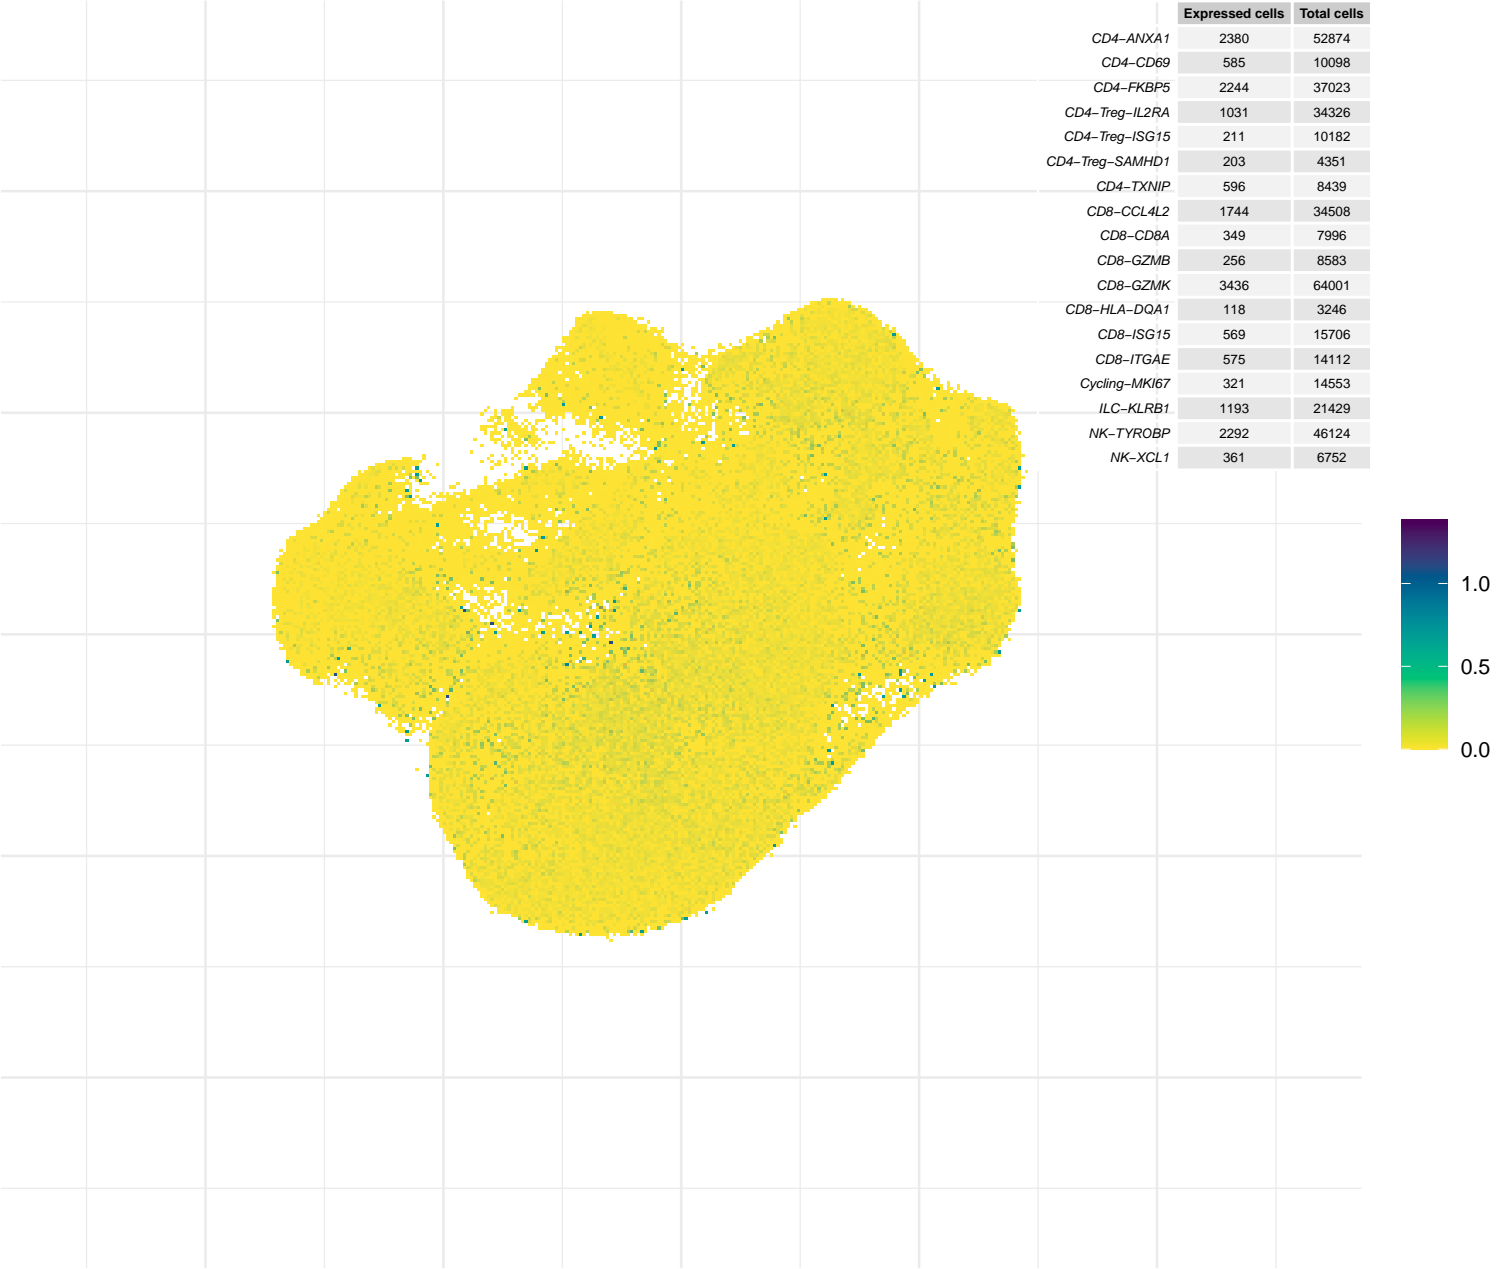 Expressed cells Total cells
CD4−ANXA1 2380 52874
CD4−CD69 585 10098
CD4−FKBP5 2244 37023
CD4−Treg−IL2RA 1031 34326
CD4−Treg−ISG15 211 10182
CD4−Treg−SAMHD1 203 4351
CD4−TXNIP 596 8439
CD8−CCL4L2 1744 34508
CD8−CD8A 349 7996
CD8−GZMB 256 8583
CD8−GZMK 3436 64001
CD8−HLA−DQA1 118 3246
CD8−ISG15 569 15706
CD8−ITGAE 575 14112
Cycling−MKI67 321 14553
ILC−KLRB1 1193 21429
NK−TYROBP 2292 46124
NK−XCL1 361 6752
1.0
0.5
0.0